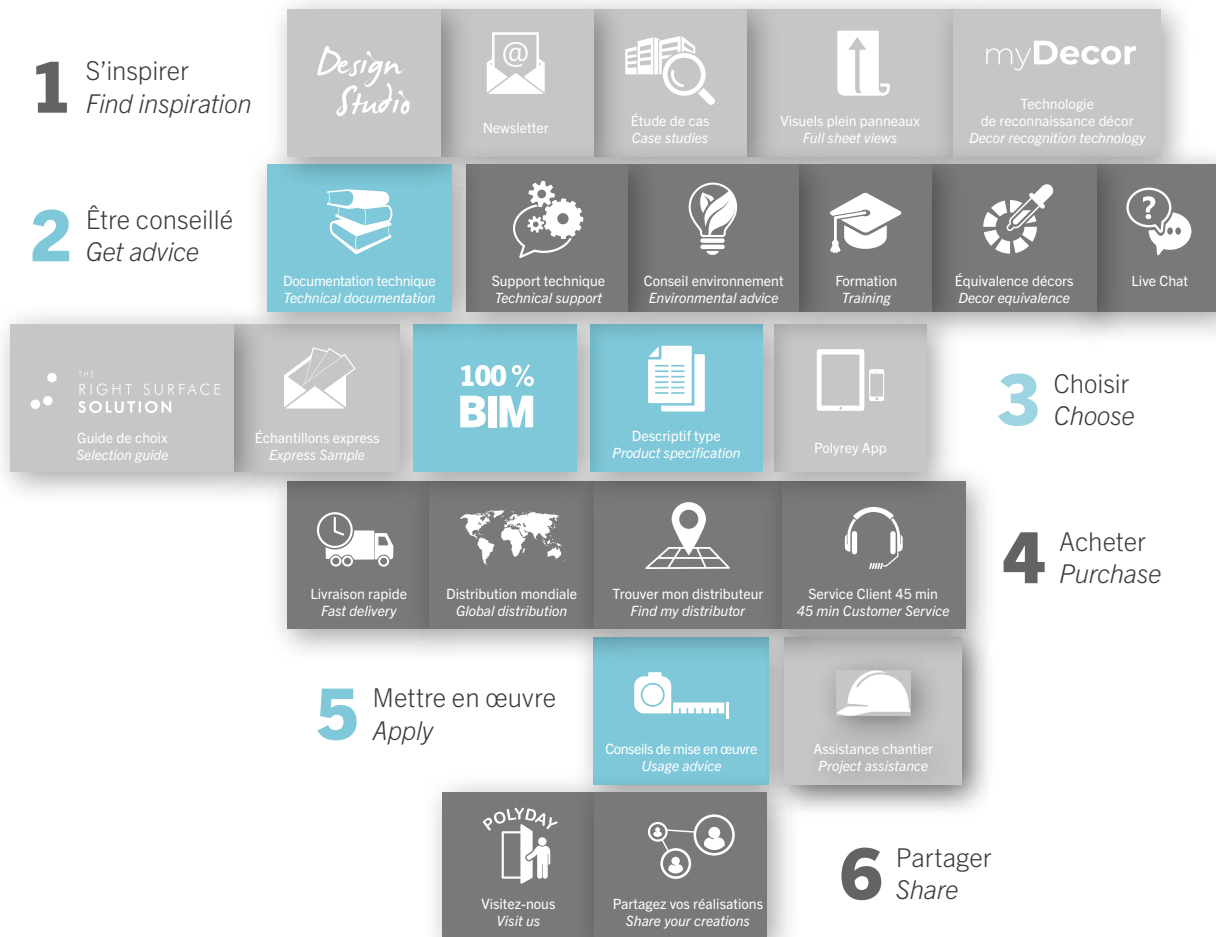 1
S'inspirer
Find inspiration
Design
Studio
@
Newsletter
Étude de cas
Case studies
Visuels plein panneaux
Full sheet views
myDecor
Technologie
de reconnaissance décor
Decor recognition technology
2
Être conseillé
Get advice
Documentation technique
Technical documentation
Support technique
Technical support
Conseil environnement
Environmental advice
Formation
Training
Équivalence décors
Decor equivalence
?
Live Chat
THE
RIGHT SURFACE
SOLUTION
Guide de choix
Selection guide
Échantillons express
Express Sample
100 %
BIM
Descriptif type
Product specification
Polyrey App
3
Choisir
Choose
Livraison rapide
Fast delivery
Distribution mondiale
Global distribution
Trouver mon distributeur
Find my distributor
Service Client 45 min
45 min Customer Service
4
Acheter
Purchase
5
Mettre en œuvre
Apply
Conseils de mise en œuvre
Usage advice
Assistance chantier
Project assistance
POLYDAY
Visitez-nous
Visit us
Partagez vos réalisations
Share your creations
6
Partager
Share